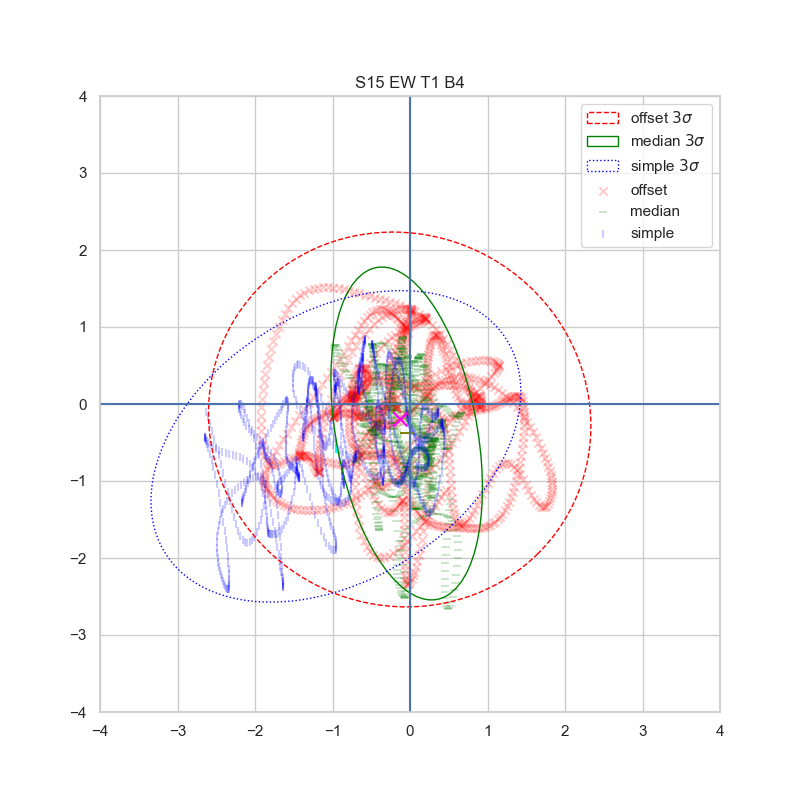 S15 EW T1 B4
offset 3σ
median 3σ
simple 3σ
offset
median
simple
4
3
2
1
0
−1
−2
−3
−4
−4 −3 −2 −1 0 1 2 3 4